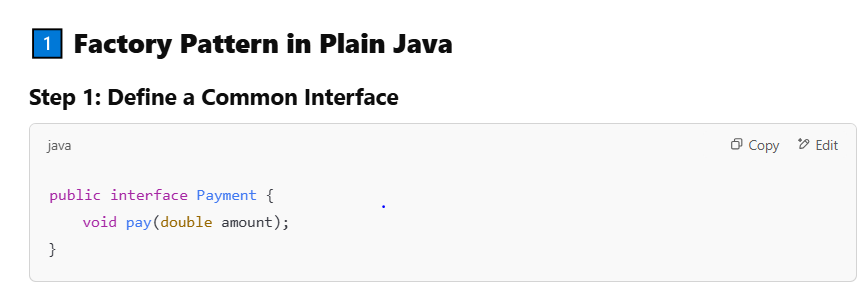 1 Factory Pattern in Plain Java
Step 1: Define a Common Interface
java Copy Edit
public interface Payment {
    void pay(double amount);
}